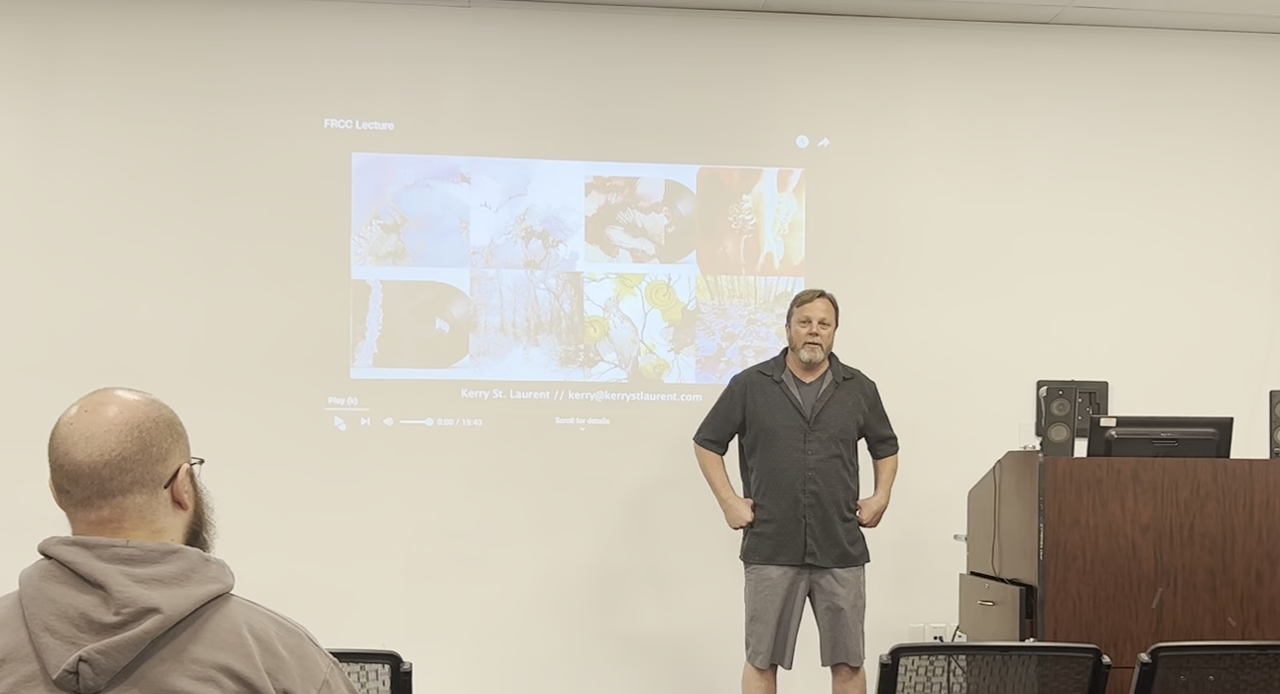 FRCC Lecture
Kerry St. Laurent // kerry@kerrystlaurent.com
Play (k)
0:00 / 15:43
Scroll for details